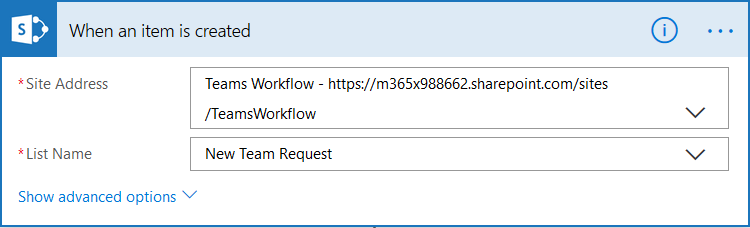 S
When an item is created
* Site Address
Teams Workflow - https://m365x988662.sharepoint.com/sites
/TeamsWorkflow
* List Name
New Team Request
Show advanced options